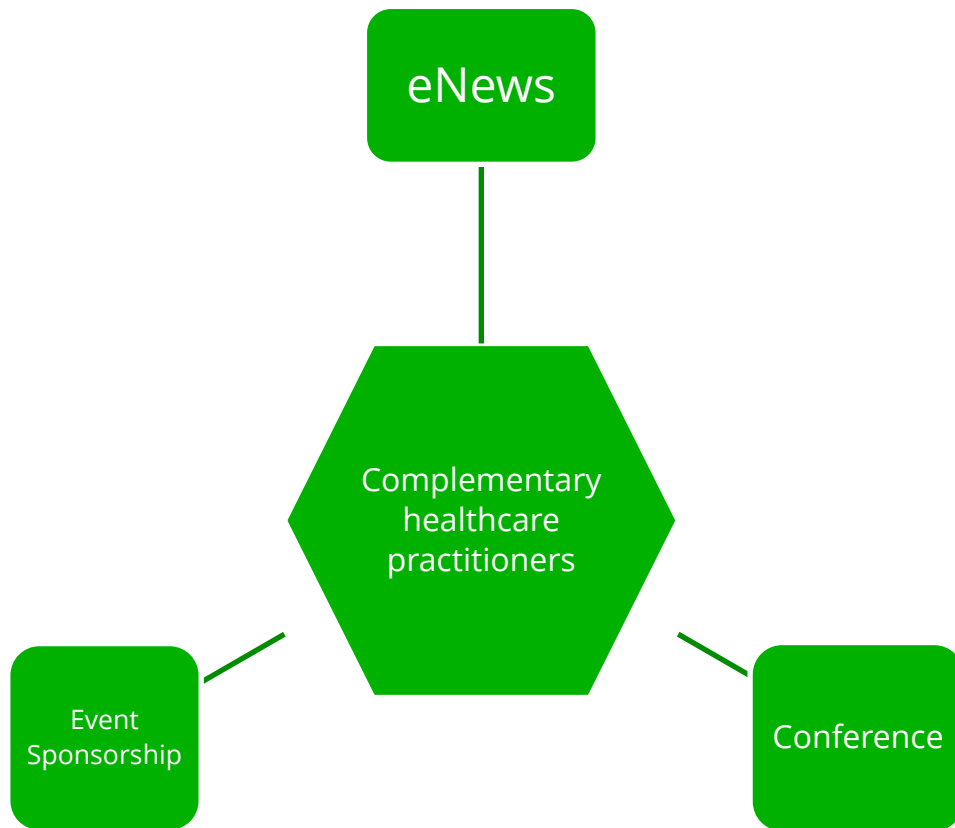 eNews
Complementary
healthcare
practitioners
Event
Sponsorship
Conference